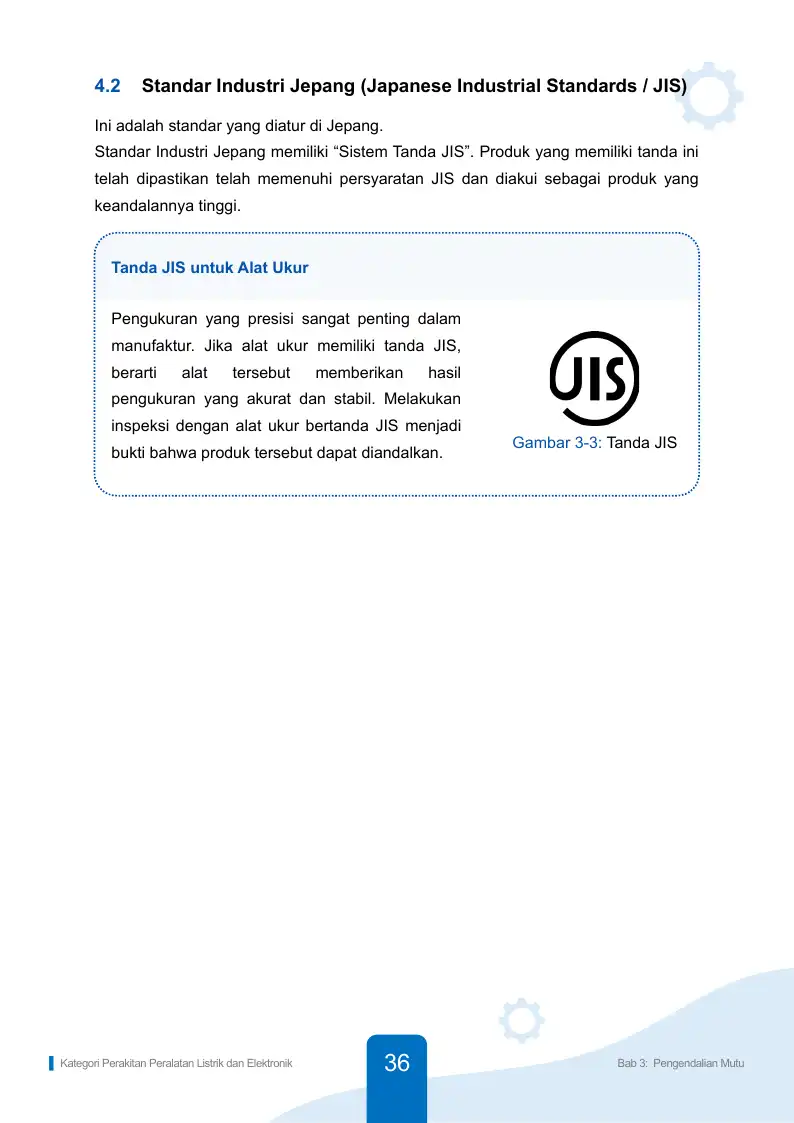 4.2 Standar Industri Jepang (Japanese Industrial Standards / JIS)
Ini adalah standar yang diatur di Jepang.
Standar Industri Jepang memiliki “Sistem Tanda JIS”. Produk yang memiliki tanda ini
telah dipastikan telah memenuhi persyaratan JIS dan diakui sebagai produk yang
keandalannya tinggi.
Tanda JIS untuk Alat Ukur
Pengukuran yang presisi sangat penting dalam
manufaktur. Jika alat ukur memiliki tanda JIS,
berarti alat tersebut memberikan hasil
pengukuran yang akurat dan stabil. Melakukan
inspeksi dengan alat ukur bertanda JIS menjadi
bukti bahwa produk tersebut dapat diandalkan.
JIS
Gambar 3-3: Tanda JIS
Kategori Perakitan Peralatan Listrik dan Elektronik
36
Bab 3: Pengendalian Mutu